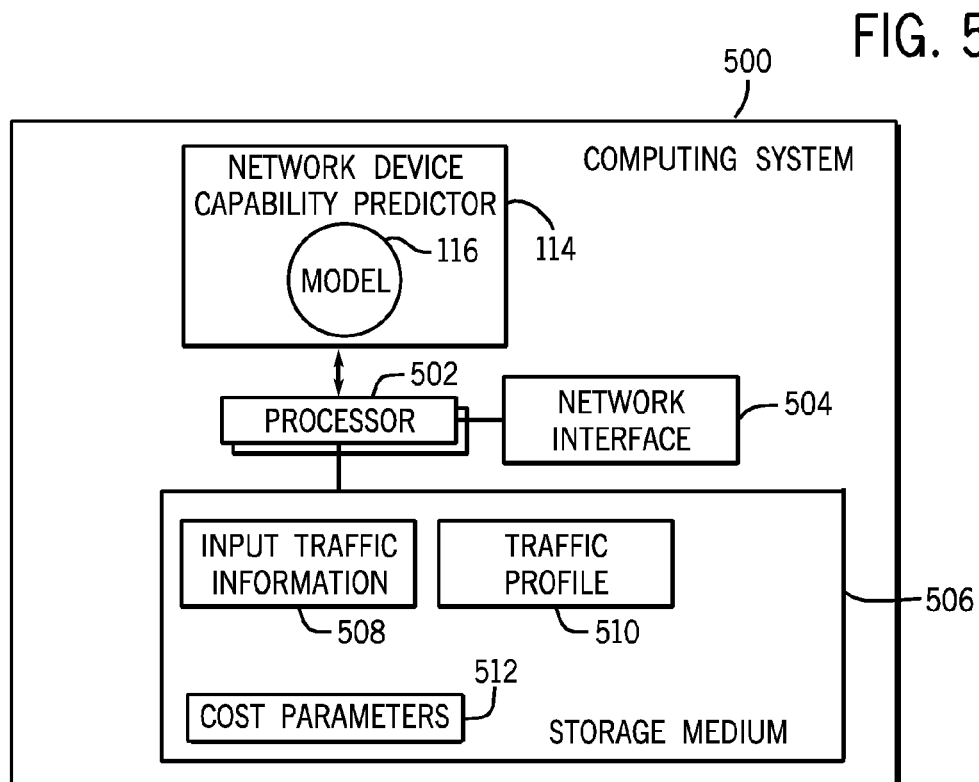 FIG. 5
500
COMPUTING SYSTEM
NETWORK DEVICE
CAPABILITY PREDICTOR
116
114
MODEL
502
PROCESSOR
NETWORK
INTERFACE
504
INPUT TRAFFIC
INFORMATION
TRAFFIC
PROFILE
506
508
510
512
COST PARAMETERS
STORAGE MEDIUM